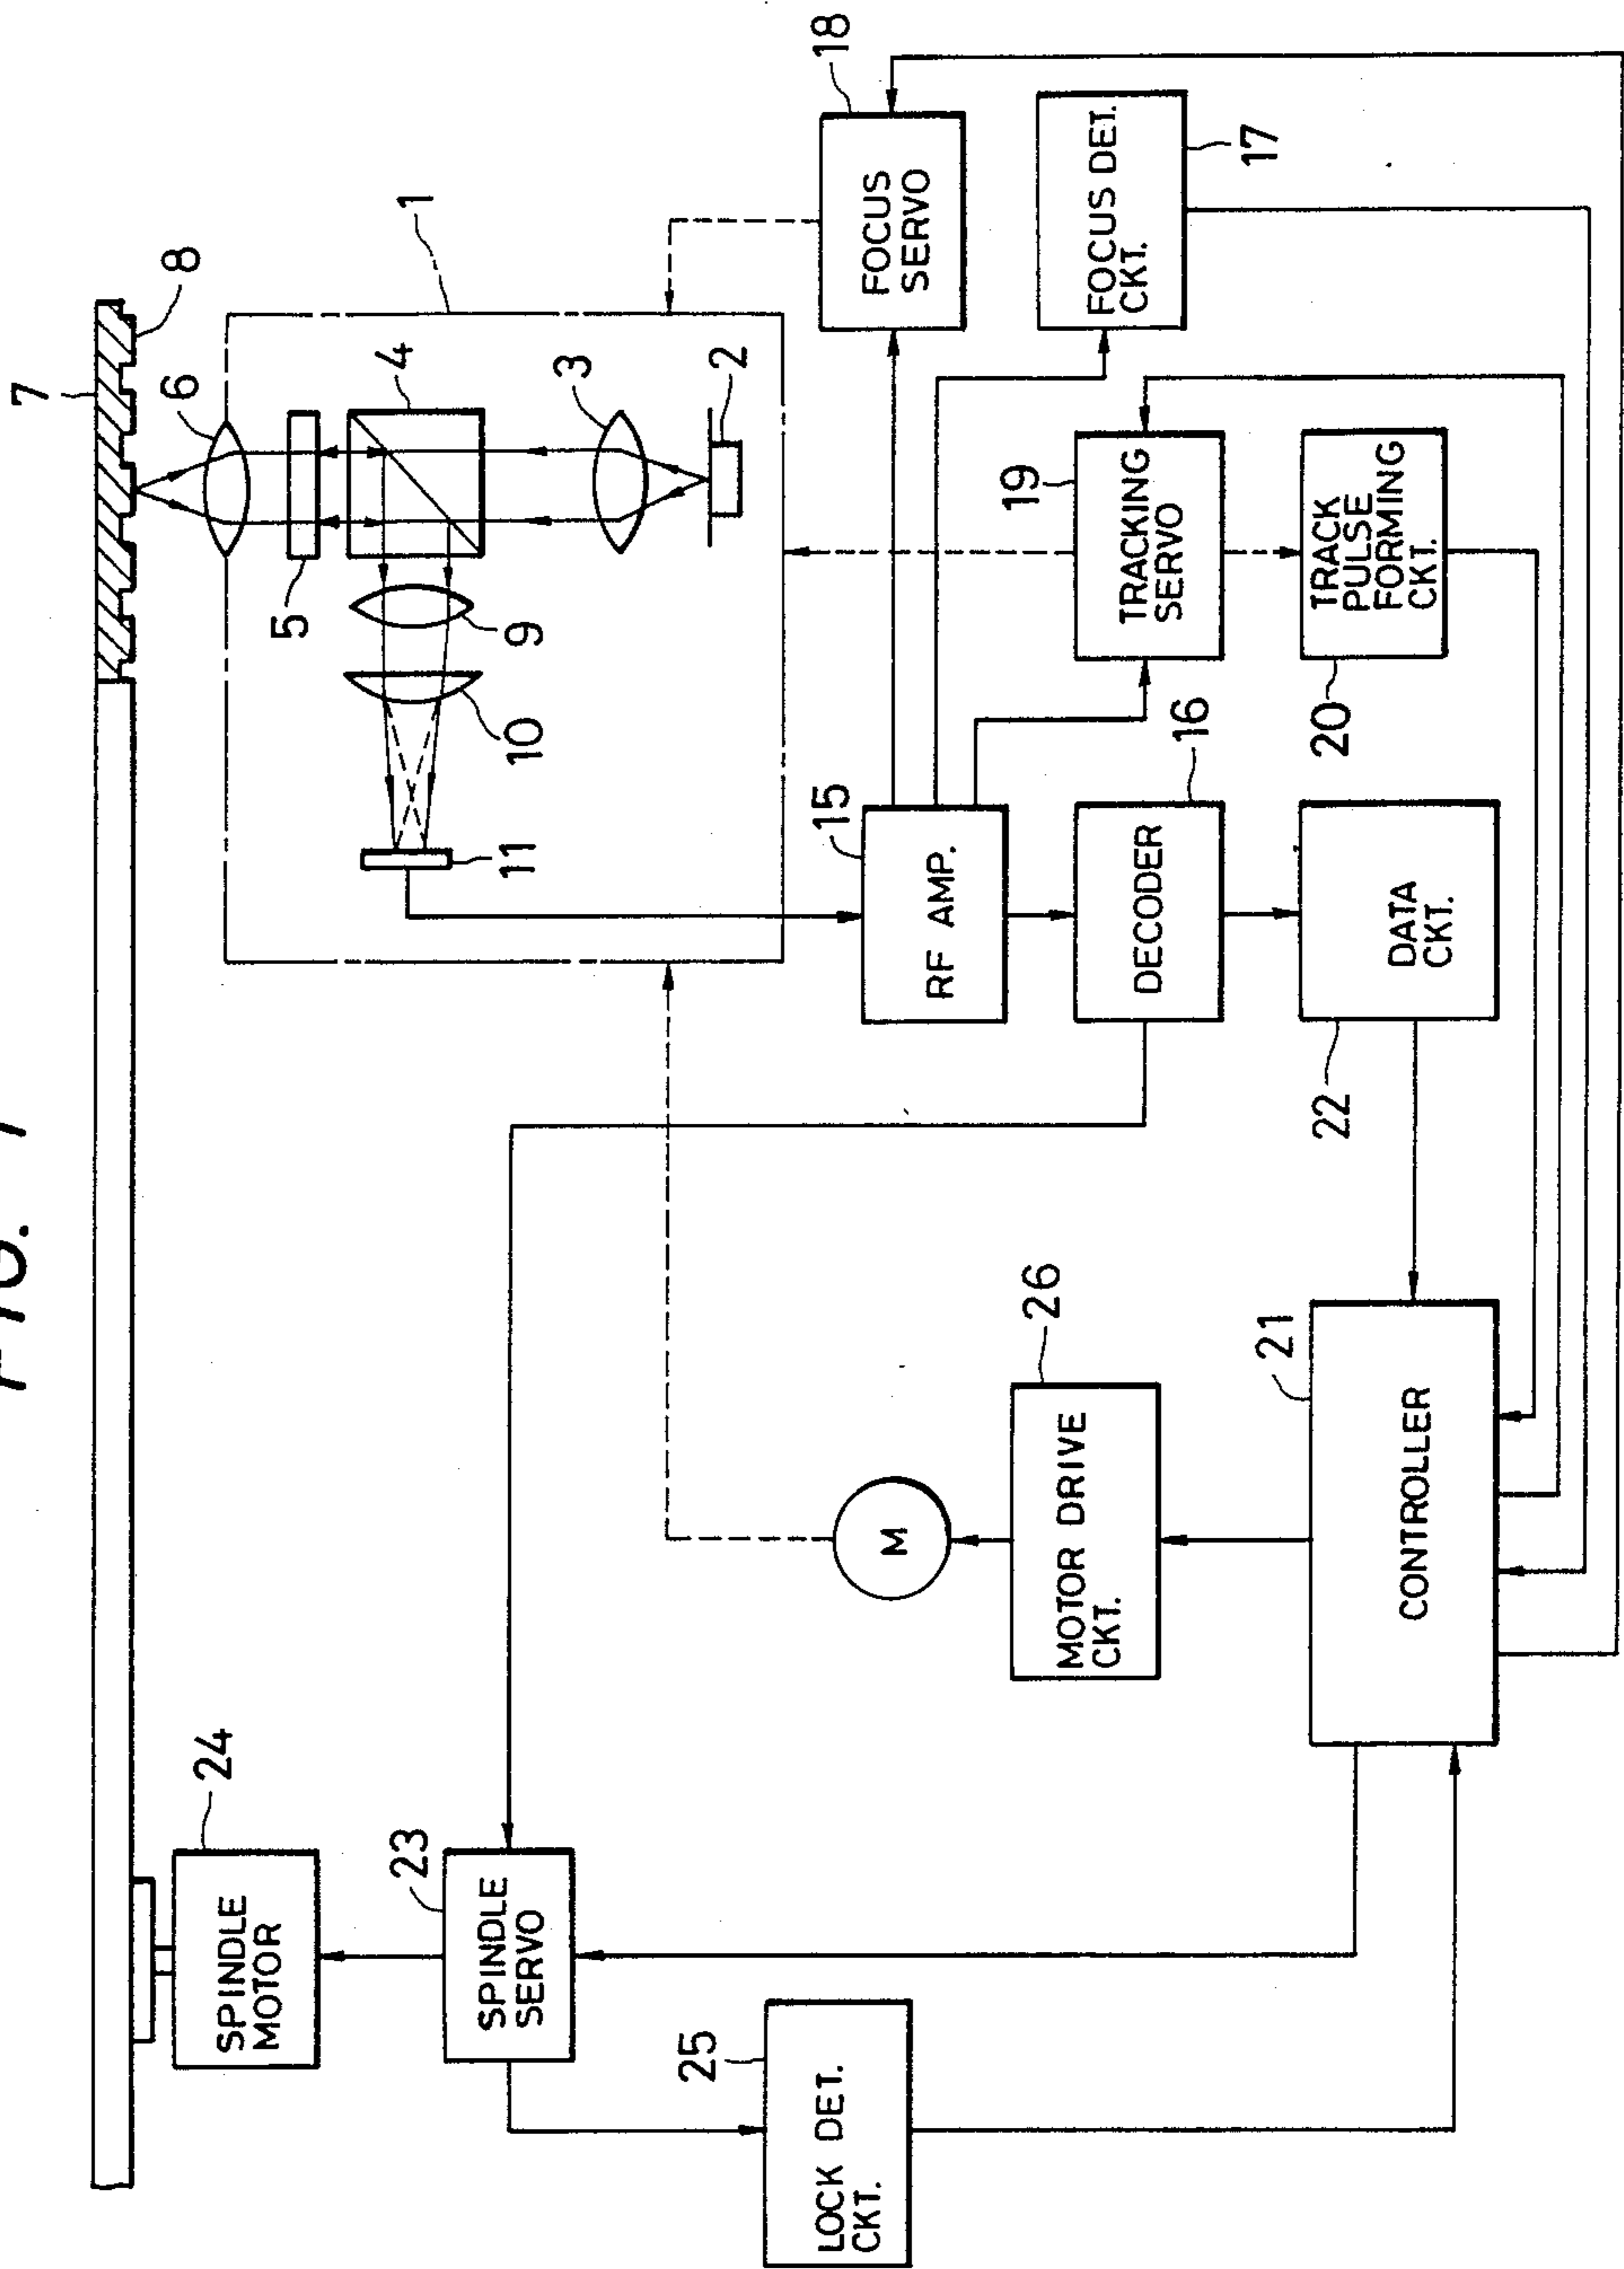 FIG. 1
7
8
6
1
5
4
3
2
9
10
11
18
FOCUS
SERVO
FOCUS DET.
CKT.
17
19
TRACKING
SERVO
TRACK
PULSE
FORMING
CKT.
20
15
RF AMP.
16
DECODER
DATA
CKT.
22
24
SPINDLE
MOTOR
23
SPINDLE
SERVO
25
LOCK DET.
CKT.
M
26
MOTOR DRIVE
CKT.
21
CONTROLLER